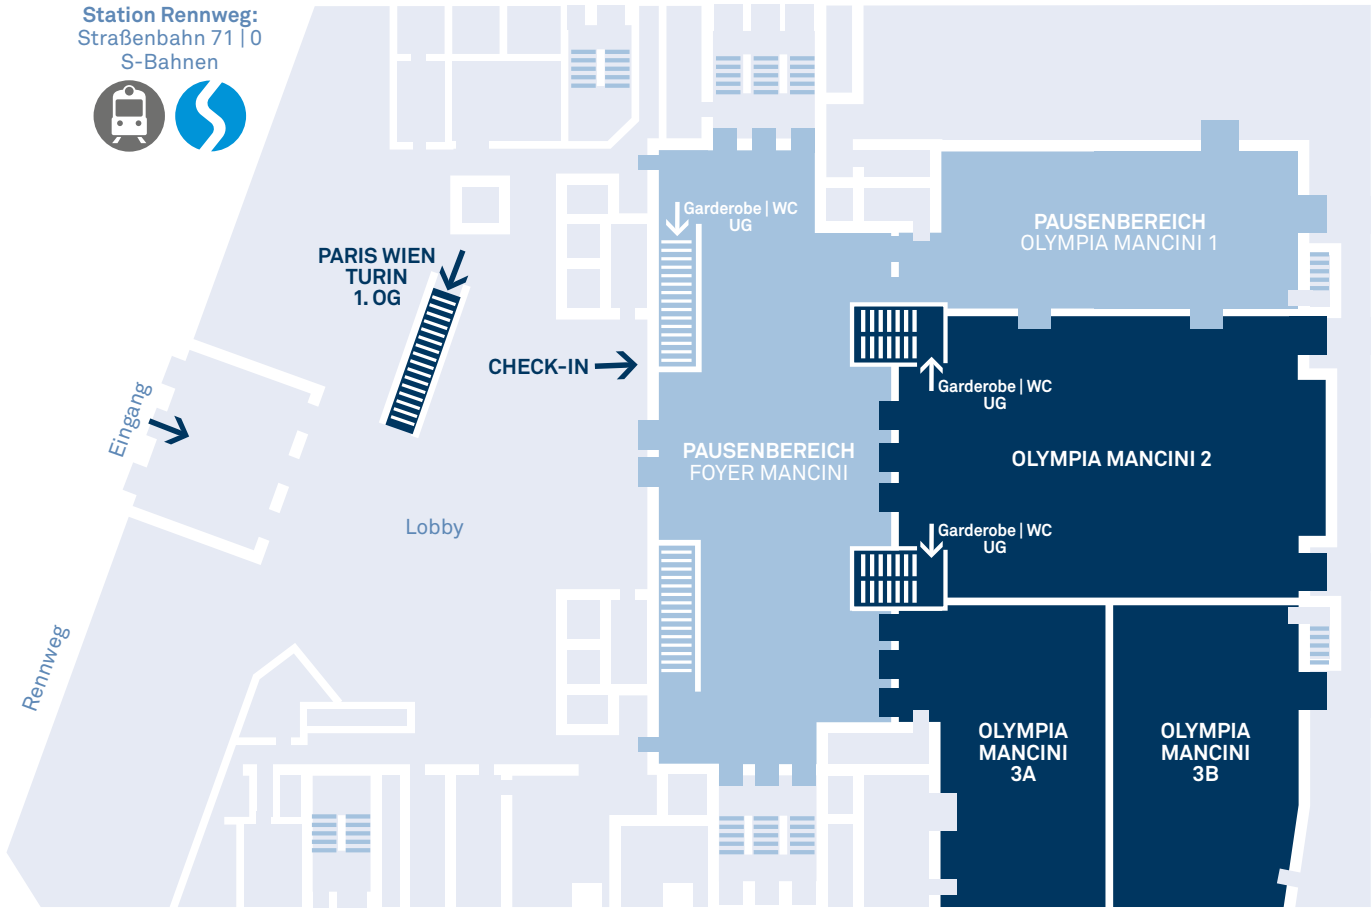 Station Rennweg:
Straßenbahn 71 | 0
S-Bahnen
Garderobe | WC
UG
PAUSENBEREICH
OLYMPIA MANCINI 1
PARIS WIEN
TURIN
1. OG
CHECK-IN
Garderobe | WC
UG
Eingang
PAUSENBEREICH
FOYER MANCINI
OLYMPIA MANCINI 2
Lobby
Garderobe | WC
UG
Rennweg
OLYMPIA
MANCINI
3A
OLYMPIA
MANCINI
3B